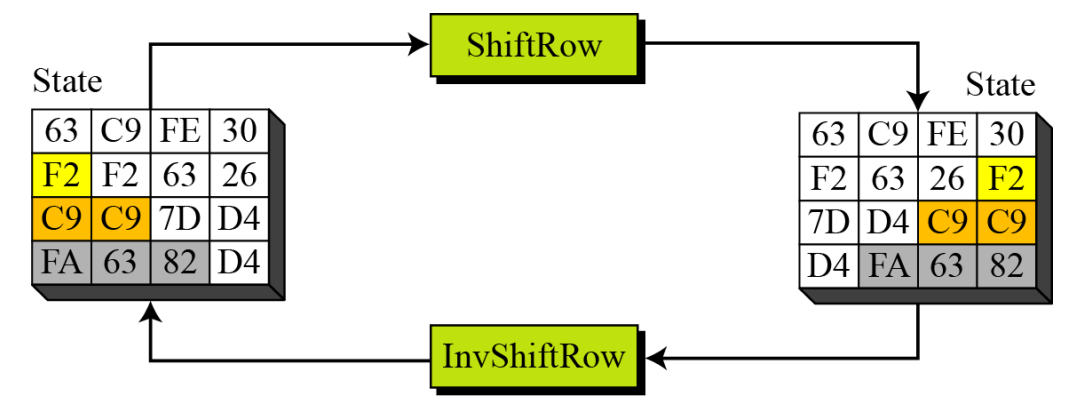 ShiftRow
State
63 C9 FE 30
F2 F2 63 26
C9 C9 7D D4
FA 63 82 D4
State
63 C9 FE 30
F2 63 26 F2
7D D4 C9 C9
D4 FA 63 82
InvShiftRow